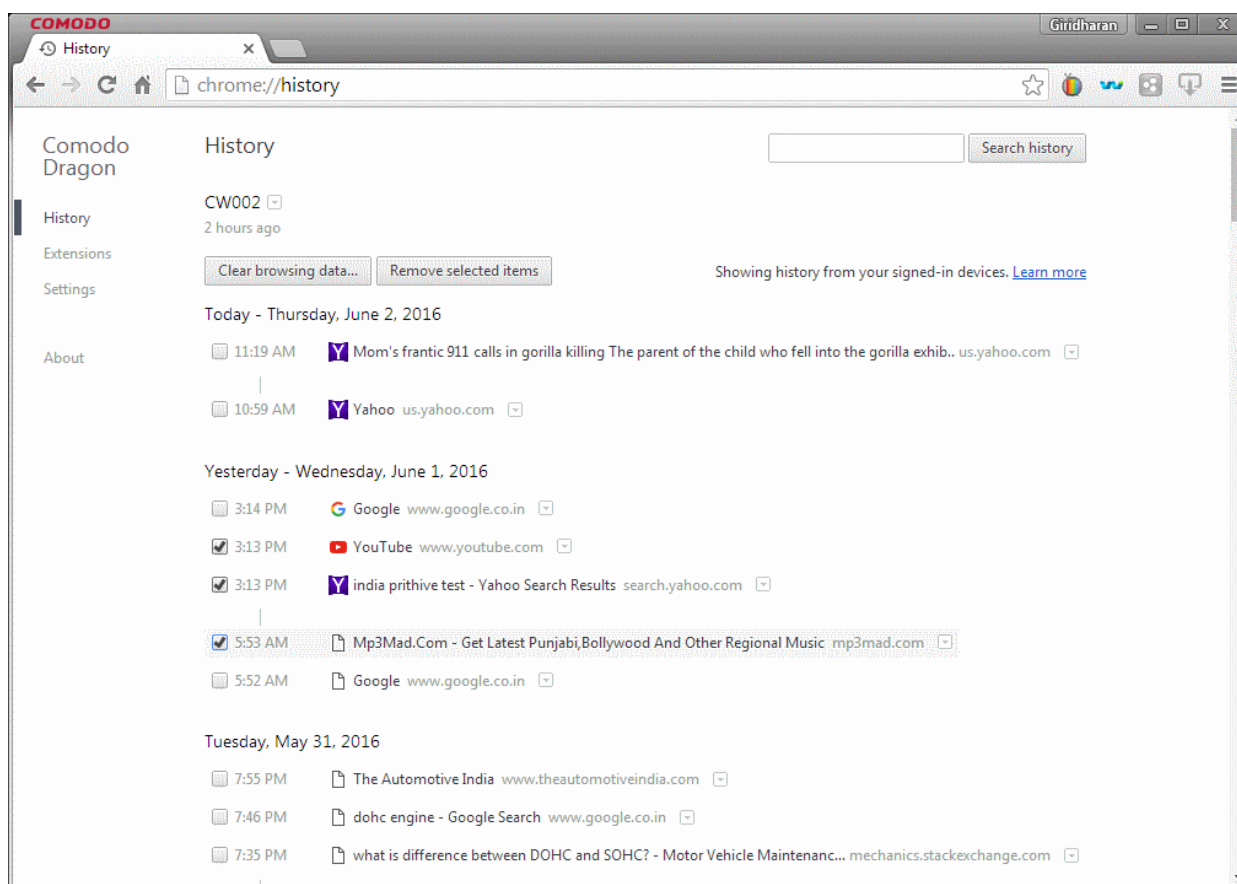 COMODO
Giridharan
History
chrome://history
Comodo
Dragon
History
Extensions
Settings
About
History
Search history
CW002
2 hours ago
Clear browsing data...
Remove selected items
Showing history from your signed-in devices. Learn more
Today - Thursday, June 2, 2016
11:19 AM Mom's frantic 911 calls in gorilla killing The parent of the child who fell into the gorilla exhib.. us.yahoo.com
10:59 AM Yahoo us.yahoo.com
Yesterday - Wednesday, June 1, 2016
3:14 PM Google www.google.co.in
3:13 PM YouTube www.youtube.com
3:13 PM india prithive test - Yahoo Search Results search.yahoo.com
5:53 AM Mp3Mad.Com - Get Latest Punjabi,Bollywood And Other Regional Music mp3mad.com
5:52 AM Google www.google.co.in
Tuesday, May 31, 2016
7:55 PM The Automotive India www.theautomotiveindia.com
7:46 PM dohc engine - Google Search www.google.co.in
7:35 PM what is difference between DOHC and SOHC? - Motor Vehicle Maintenanc... mechanics.stackexchange.com